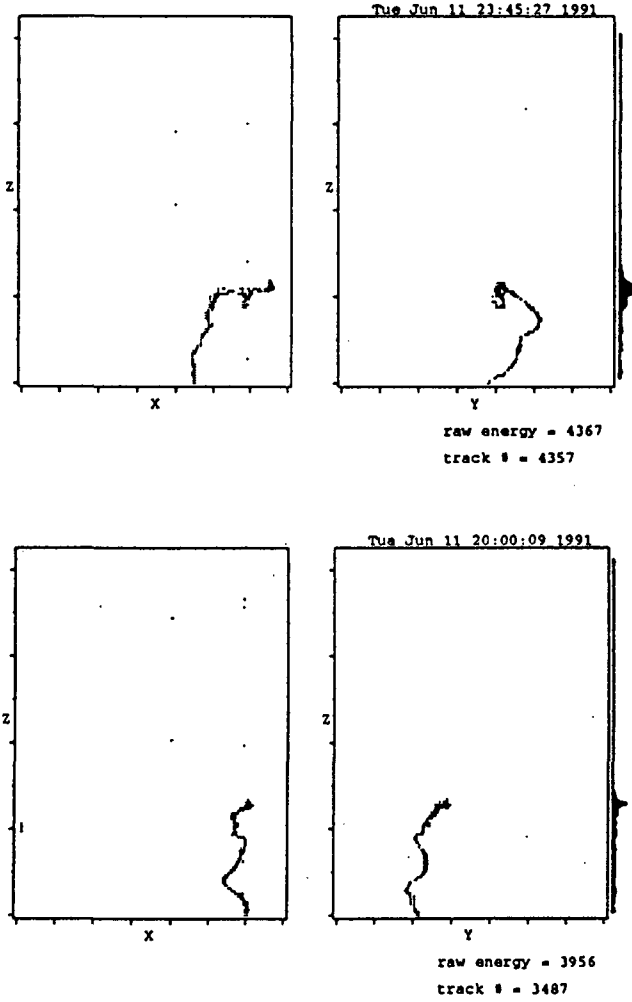 Tue Jun 11 23:45:27 1991
Z
Z
X
Y
raw energy = 4367
track # = 4357
Tue Jun 11 20:00:09 1991
Z
Z
X
Y
raw energy = 3956
track # = 3487